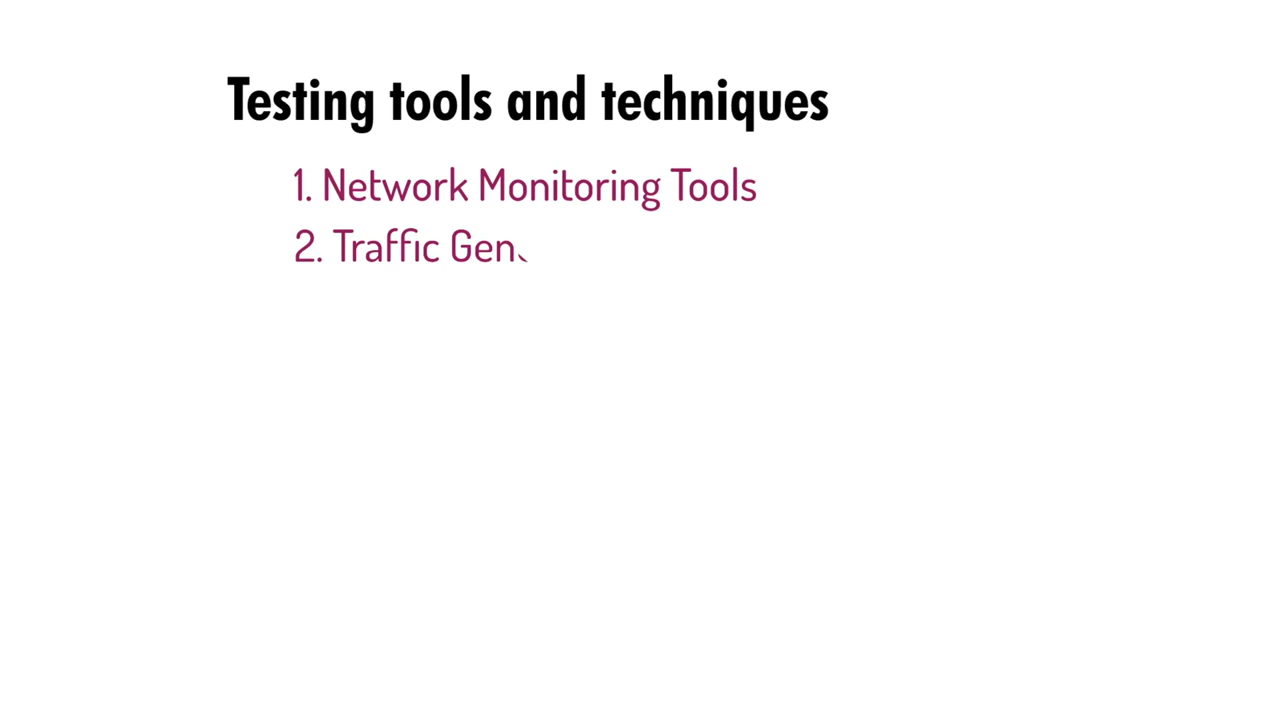 Testing tools and techniques
1. Network Monitoring Tools
2. Traffic Gen